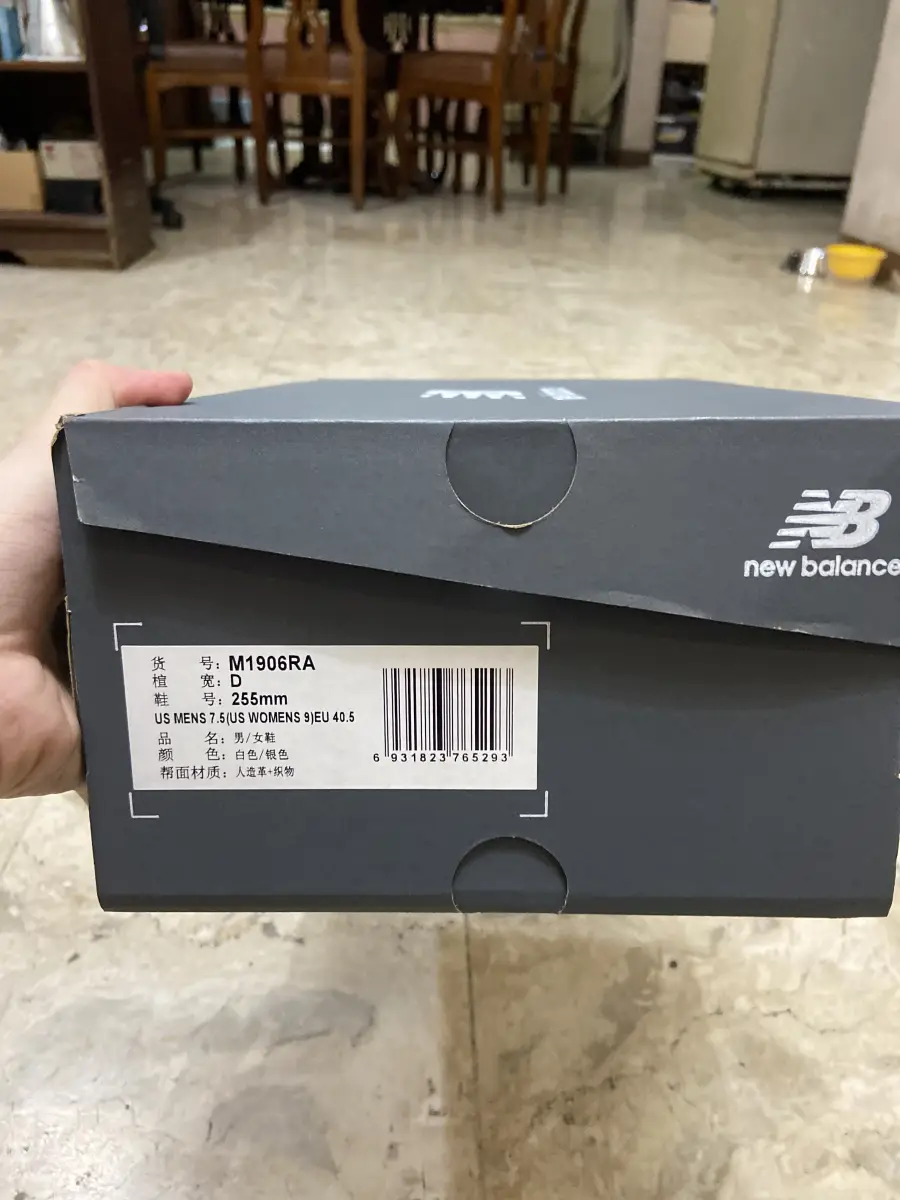 NB
new balance
货 号: M1906RA
楦 宽: D
鞋 号: 255mm
US MENS 7.5(US WOMENS 9)EU 40.5
品 名: 男/女鞋
颜 色: 白色/银色
帮面材质: 人造革+织物
6 931823 765293